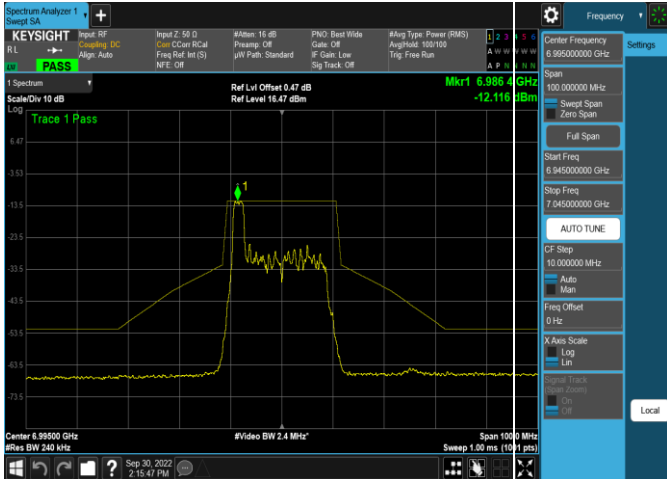 Spectrum Analyzer 1
Swept SA
KEYSIGHT
RL
LV
PASS
Input: RF
Coupling: DC
Align: Auto
Input Z: 50 Ω
Corr CCorr RCal
Freq Ref: Int (S)
NFE: Off
#Atten: 16 dB
Preamp: Off
µW Path: Standard
PNO: Best Wide
Gate: Off
IF Gain: Low
Sig Track: Off
#Avg Type: Power (RMS)
Avg|Hold: 100/100
Trig: Free Run
1 2 3 4 5 6
A W W W W W
A P N N N N
1 Spectrum
Scale/Div 10 dB
Log
Ref Lvl Offset 0.47 dB
Ref Level 16.47 dBm
Mkr1 6.986 4 GHz
-12.116 dBm
Trace 1 Pass
1
6.47
-3.53
-13.5
-23.5
-33.5
-43.5
-53.5
-63.5
-73.5
Center 6.99500 GHz
#Res BW 240 kHz
#Video BW 2.4 MHz*
Span 100.0 MHz
Sweep 1.00 ms (1001 pts)
Sep 30, 2022
2:15:47 PM
Frequency
Settings
Center Frequency
6.995000000 GHz
Span
100.000000 MHz
Swept Span
Zero Span
Full Span
Start Freq
6.945000000 GHz
Stop Freq
7.045000000 GHz
AUTO TUNE
CF Step
10.000000 MHz
Auto
Man
Freq Offset
0 Hz
X Axis Scale
Log
Lin
Signal Track
(Span Zoom)
On
Off
Local